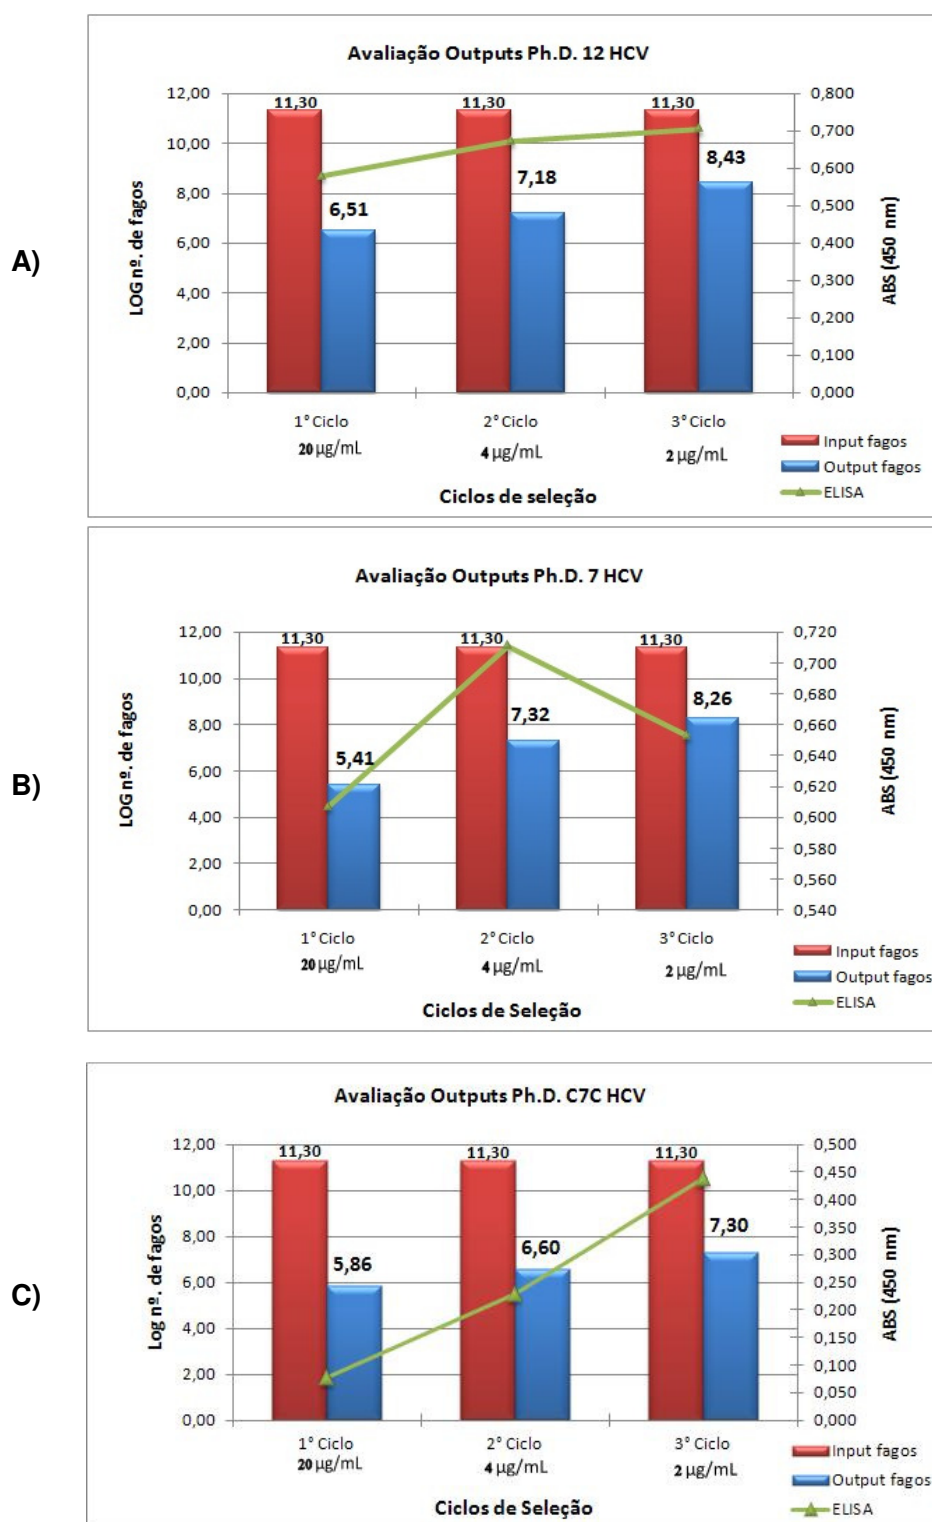 A)
Avaliação Outputs Ph.D. 12 HCV
LOG nº. de fagos
12,00
10,00
8,00
6,00
4,00
2,00
0,00
11,30
6,51
11,30
7,18
11,30
8,43
0,800
0,700
0,600
0,500
0,400
0,300
0,200
0,100
0,000
ABS (450 nm)
1º Ciclo
2º Ciclo
3º Ciclo
20 µg/mL
4 µg/mL
2 µg/mL
Ciclos de seleção
Input fagos
Output fagos
ELISA
B)
Avaliação Outputs Ph.D. 7 HCV
LOG nº. de fagos
12,00
10,00
8,00
6,00
4,00
2,00
0,00
11,30
5,41
11,30
7,32
11,30
8,26
0,720
0,700
0,680
0,660
0,640
0,620
0,600
0,580
0,560
0,540
ABS (450 nm)
1º Ciclo
2º Ciclo
3º Ciclo
20 µg/mL
4 µg/mL
2 µg/mL
Ciclos de Seleção
Input fagos
Output fagos
ELISA
C)
Avaliação Outputs Ph.D. C7C HCV
Log nº. de fagos
12,00
10,00
8,00
6,00
4,00
2,00
0,00
11,30
5,86
11,30
6,60
11,30
7,30
0,500
0,450
0,400
0,350
0,300
0,250
0,200
0,150
0,100
0,050
0,000
ABS (450 nm)
1º Ciclo
2º Ciclo
3º Ciclo
20 µg/mL
4 µg/mL
2 µg/mL
Ciclos de Seleção
Input fagos
Output fagos
ELISA